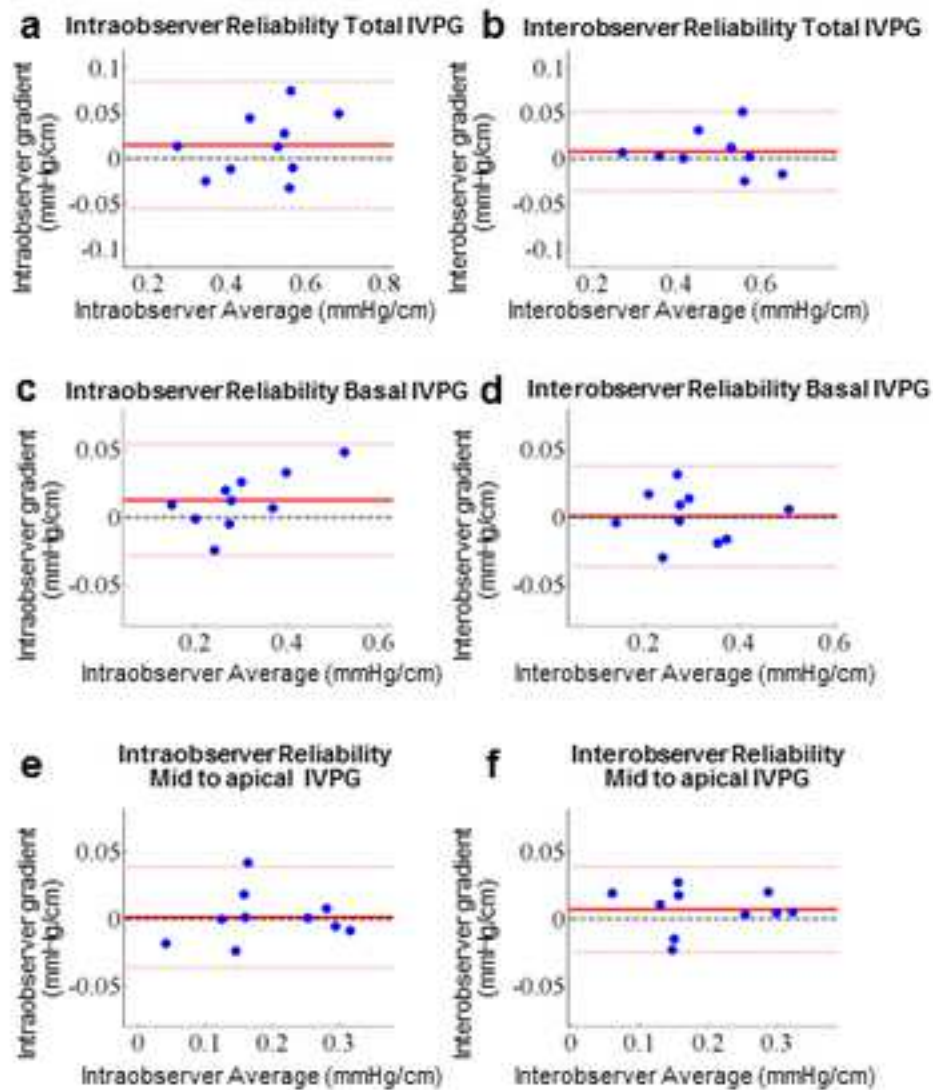 a Intraobserver Reliability Total IVPG
Intraobserver gradient
(mmHg/cm)
0.1
0.05
0
-0.05
-0.1
0.2 0.4 0.6 0.8
Intraobserver Average (mmHg/cm)
b Interobserver Reliability Total IVPG
Interobserver gradient
(mmHg/cm)
0.1
0.05
0
-0.05
-0.1
0.2 0.4 0.6
Interobserver Average (mmHg/cm)
c Intraobserver Reliability Basal IVPG
Intraobserver gradient
(mmHg/cm)
0.05
0
-0.05
0.2 0.4 0.6
Intraobserver Average (mmHg/cm)
d Interobserver Reliability Basal IVPG
Interobserver gradient
(mmHg/cm)
0.05
0
-0.05
0.2 0.4 0.6
Interobserver Average (mmHg/cm)
e Intraobserver Reliability
Mid to apical IVPG
Intraobserver gradient
(mmHg/cm)
0.05
0
-0.05
0 0.1 0.2 0.3
Intraobserver Average (mmHg/cm)
f Interobserver Reliability
Mid to apical IVPG
Interobserver gradient
(mmHg/cm)
0.05
0
-0.05
0 0.1 0.2 0.3
Interobserver Average (mmHg/cm)